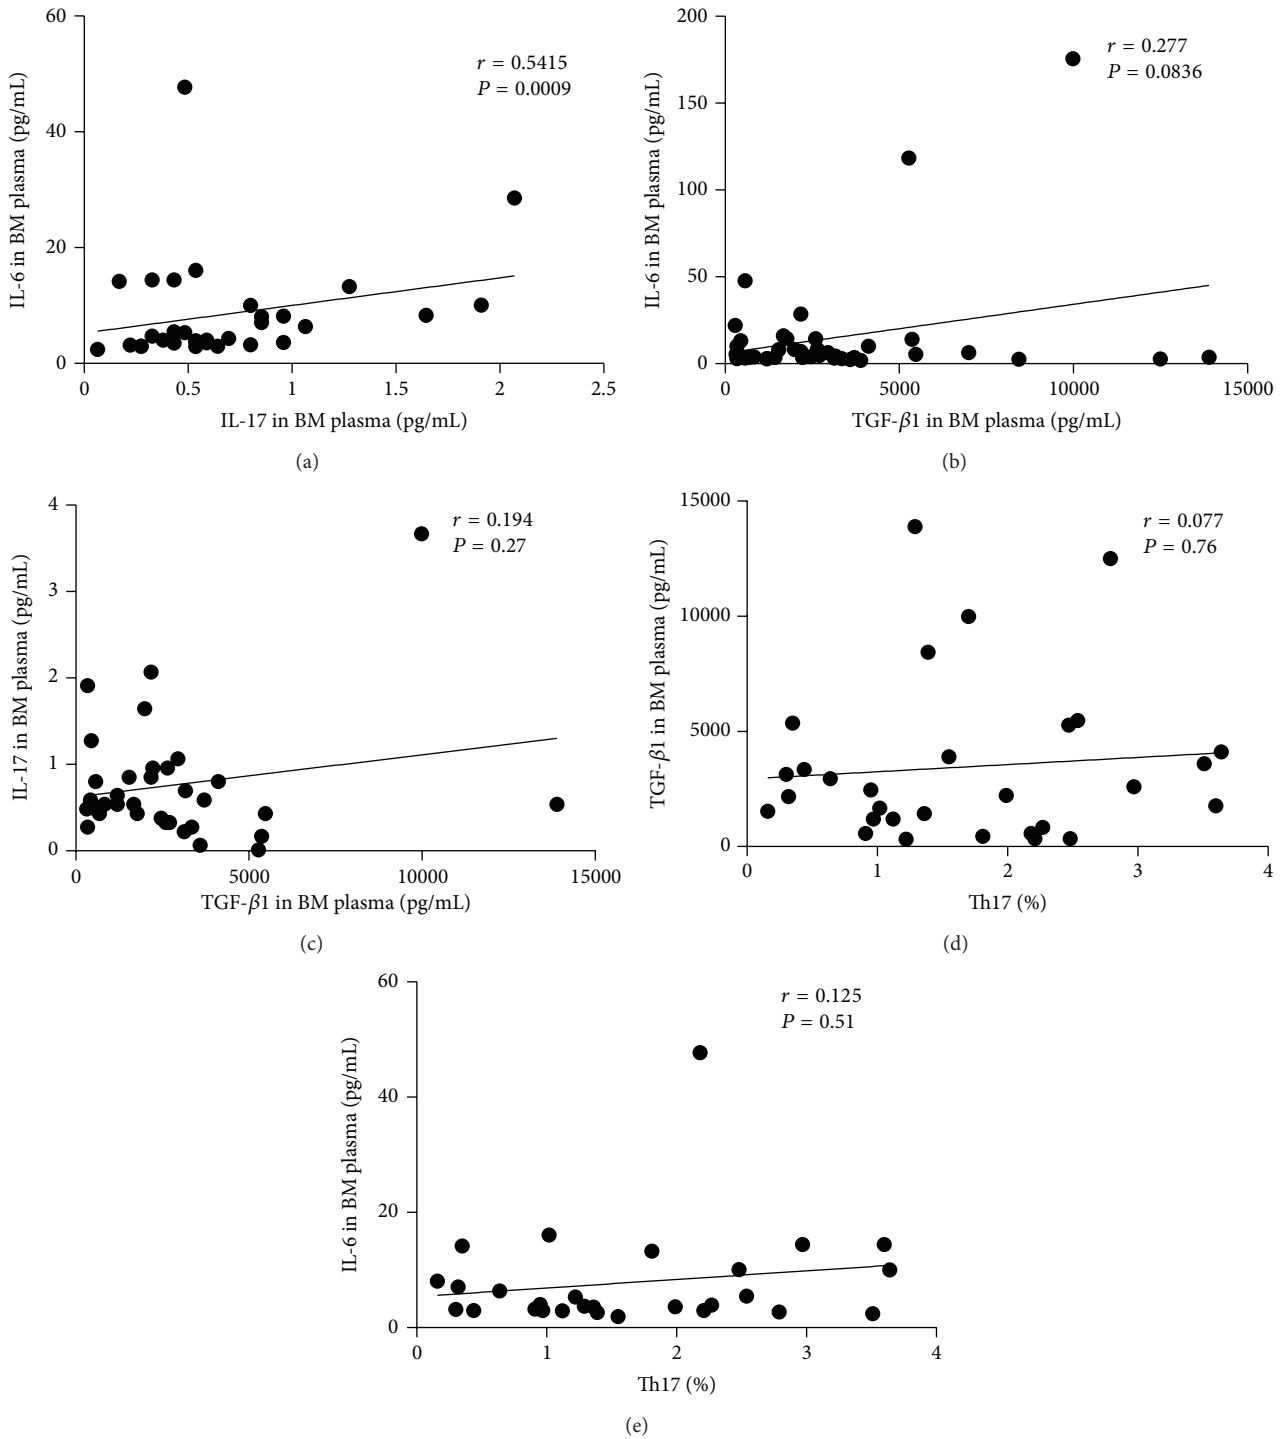 60
40
20
0
IL-6 in BM plasma (pg/mL)
r = 0.5415
P = 0.0009
0 0.5 1 1.5 2 2.5
IL-17 in BM plasma (pg/mL)
(a)
200
150
100
50
0
IL-6 in BM plasma (pg/mL)
r = 0.277
P = 0.0836
0 5000 10000 15000
TGF-β1 in BM plasma (pg/mL)
(b)
4
3
2
1
0
IL-17 in BM plasma (pg/mL)
r = 0.194
P = 0.27
0 5000 10000 15000
TGF-β1 in BM plasma (pg/mL)
(c)
15000
10000
5000
0
TGF-β1 in BM plasma (pg/mL)
r = 0.077
P = 0.76
0 1 2 3 4
Th17 (%)
(d)
60
40
20
0
IL-6 in BM plasma (pg/mL)
r = 0.125
P = 0.51
0 1 2 3 4
Th17 (%)
(e)